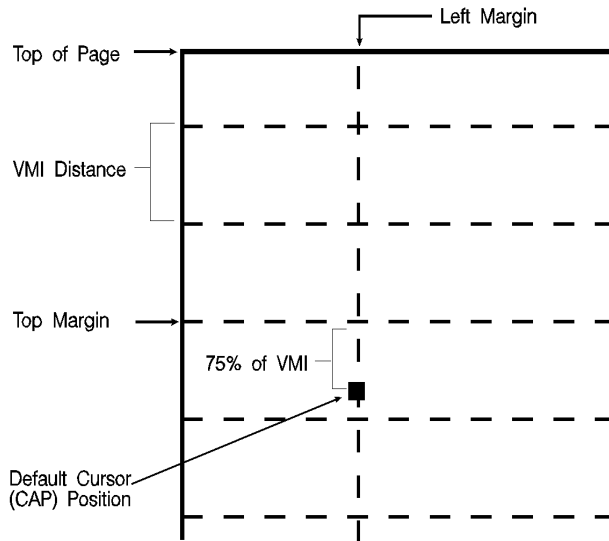 Left Margin
Top of Page
VMI Distance
Top Margin
75% of VMI
Default Cursor
(CAP) Position